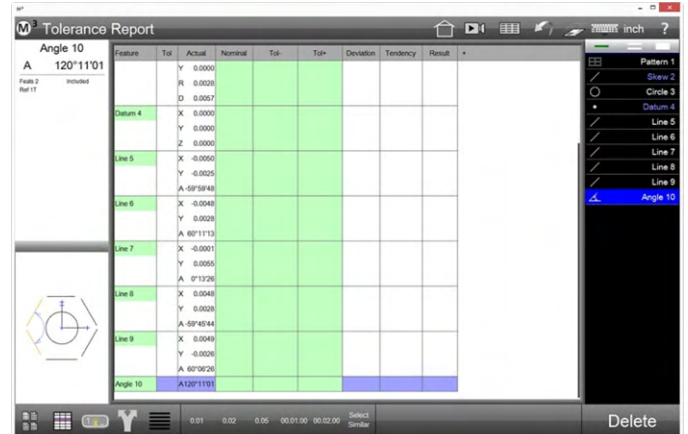 M³
M³ Tolerance Report
inch ?
Angle 10
A 120°11'01
Feats 2 Included
Ref 1T
Feature Tol Actual Nominal Tol- Tol+ Deviation Tendency Result +
Y 0.0000
R 0.0028
D 0.0057
Datum 4 X 0.0000
Y 0.0000
Z 0.0000
Line 5 X -0.0050
Y -0.0025
A -59°59'48
Line 6 X -0.0048
Y 0.0028
A 60°11'13
Line 7 X -0.0001
Y 0.0055
A 0°13'26
Line 8 X 0.0048
Y 0.0028
A -59°45'44
Line 9 X 0.0049
Y -0.0026
A 60°06'26
Angle 10 A 120°11'01
Pattern 1
Skew 2
Circle 3
Datum 4
Line 5
Line 6
Line 7
Line 8
Line 9
Angle 10
0.01 0.02 0.05 00.01.00 00.02.00 Select Similar
Delete